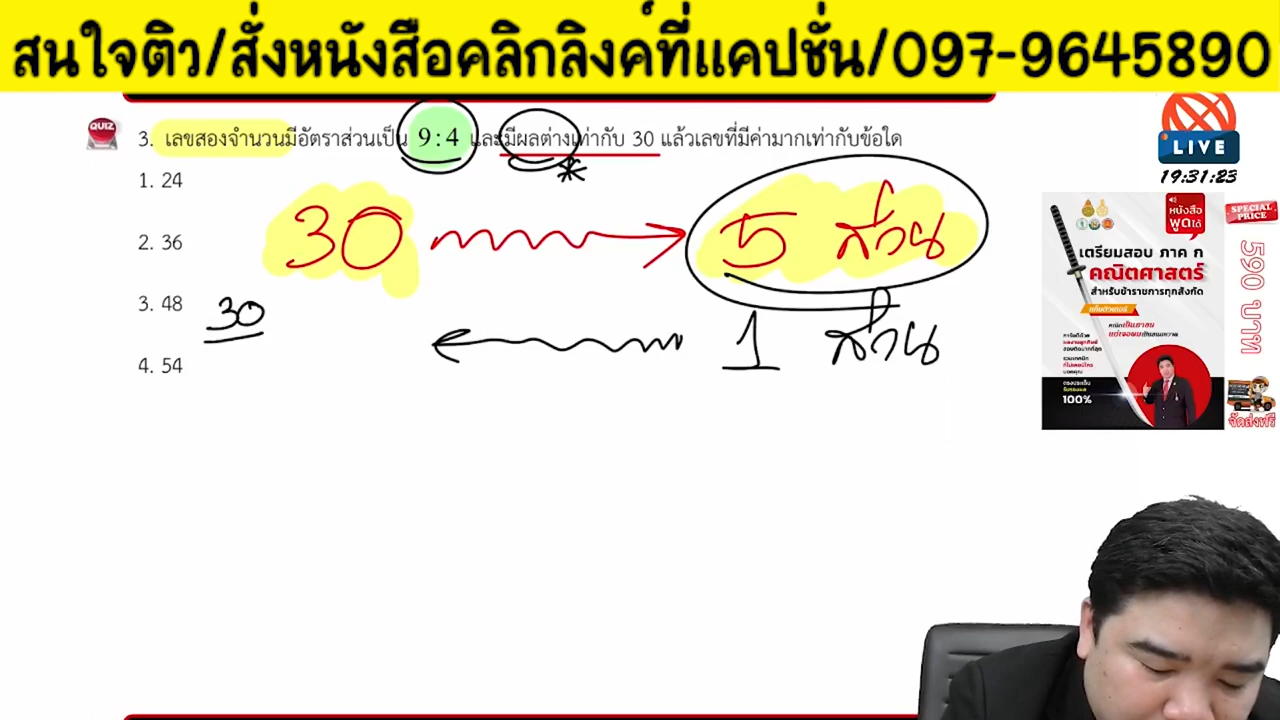 สนใจติว/สั่งหนังสือคลิกลิงค์ที่แคปชั่น/097-9645890
QUIZ
3. เลขสองจำนวนมีอัตราส่วนเป็น 9:4 และมีผลต่างเท่ากับ 30 แล้วเลขที่มีค่ามากเท่ากับข้อใด
1. 24
2. 36
3. 48
4. 54
30 5 ส่วน
30 1 ส่วน
LIVE
19:31:23
หนังสือ
พูดได้
SPECIAL
PRICE
เตรียมสอบ ภาค ก
คณิตศาสตร์
สำหรับข้าราชการทุกสังกัด
100%
590 บาท
จัดส่งฟรี